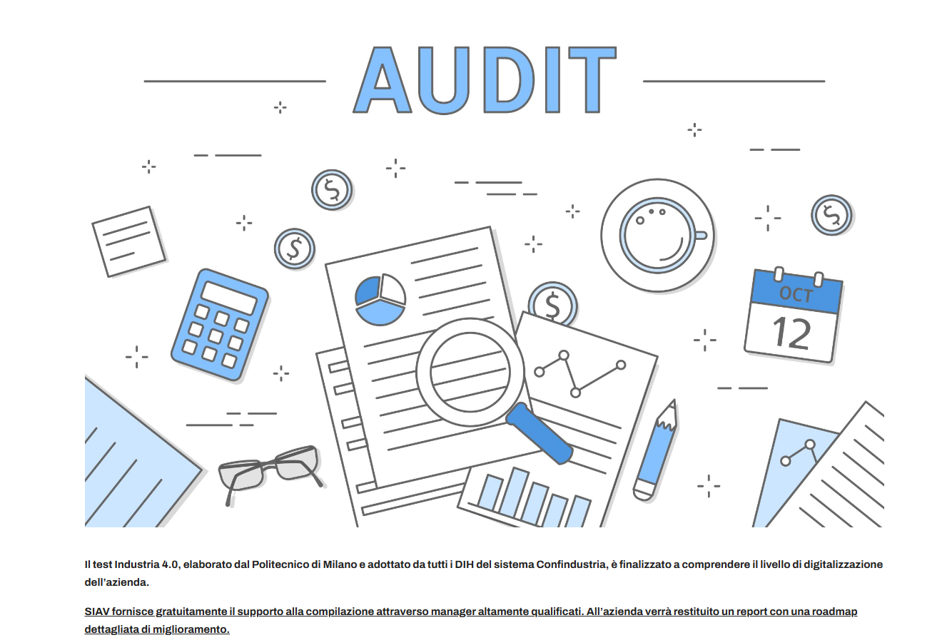 AUDIT
$
$
$
$
OCT
12
Il test Industria 4.0, elaborato dal Politecnico di Milano e adottato da tutti i DIH del sistema Confindustria, è finalizzato a comprendere il livello di digitalizzazione
dell’azienda.
SIAV fornisce gratuitamente il supporto alla compilazione attraverso manager altamente qualificati. All’azienda verrà restituito un report con una roadmap
dettagliata di miglioramento.